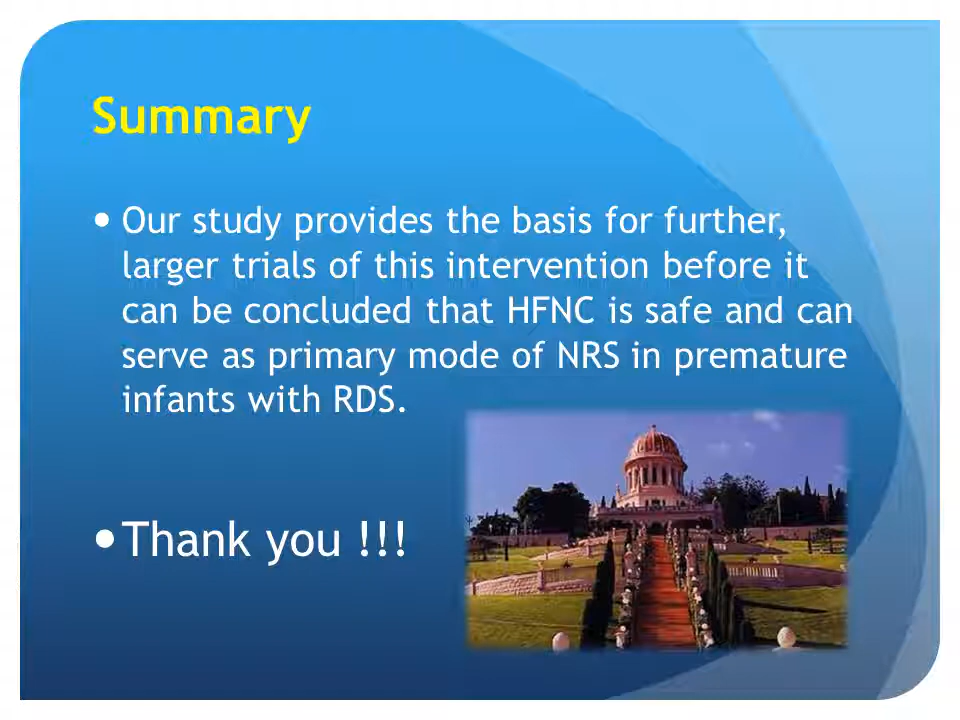 Summary
• Our study provides the basis for further,
larger trials of this intervention before it
can be concluded that HFNC is safe and can
serve as primary mode of NRS in premature
infants with RDS.
• Thank you !!!